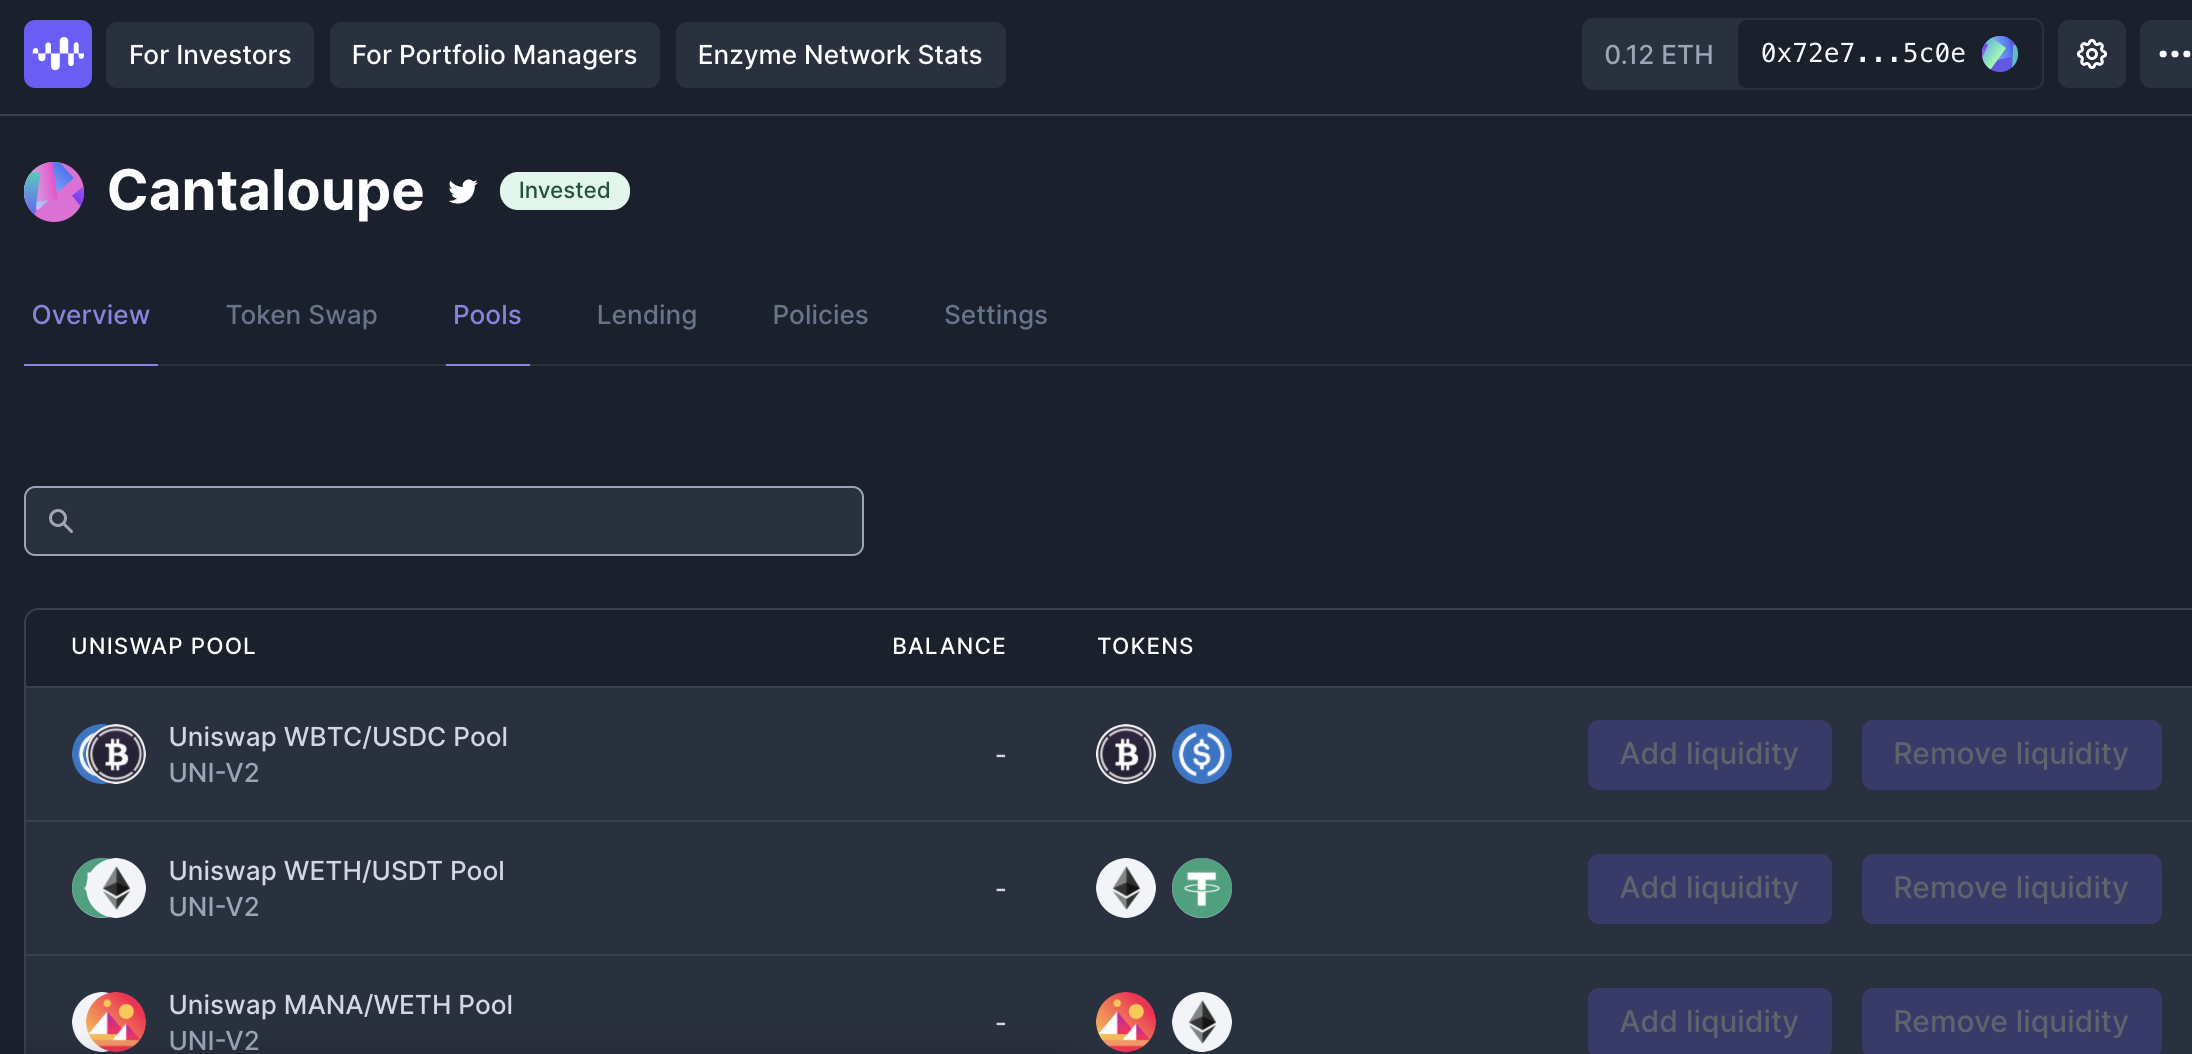 For Investors
For Portfolio Managers
Enzyme Network Stats
0.12 ETH
0x72e7...5c0e
Cantaloupe
Invested
Overview
Token Swap
Pools
Lending
Policies
Settings
UNISWAP POOL
BALANCE
TOKENS
Uniswap WBTC/USDC Pool
UNI-V2
-
Add liquidity
Remove liquidity
Uniswap WETH/USDT Pool
UNI-V2
-
Add liquidity
Remove liquidity
Uniswap MANA/WETH Pool
UNI-V2
-
Add liquidity
Remove liquidity